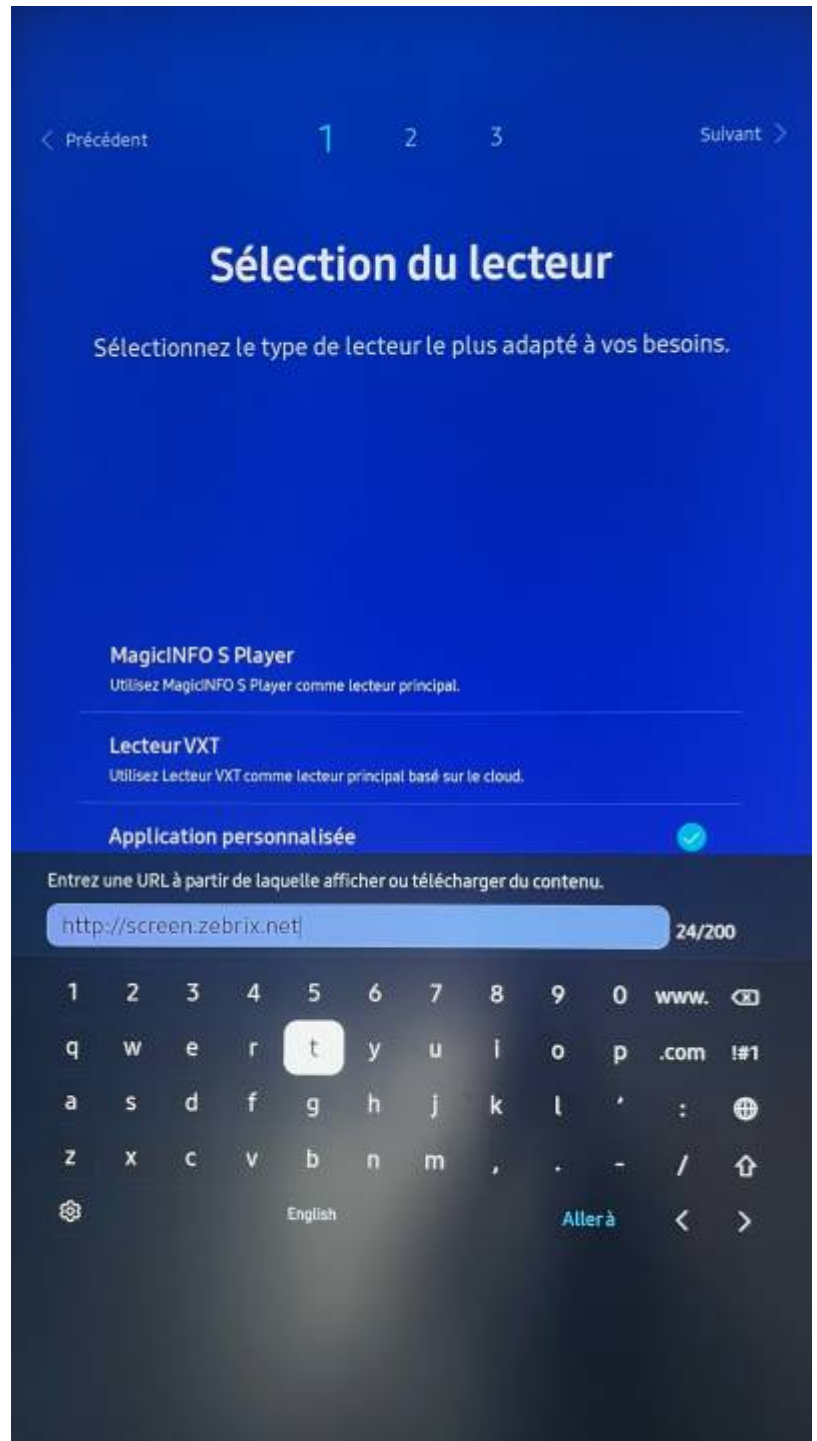 < Précédent 1 2 3 Suivant >
Sélection du lecteur
Sélectionnez le type de lecteur le plus adapté à vos besoins.
MagicINFO S Player
Utilisez MagicINFO S Player comme lecteur principal.
Lecteur VXT
Utilisez Lecteur VXT comme lecteur principal basé sur le cloud.
Application personnalisée
Entrez une URL à partir de laquelle afficher ou télécharger du contenu.
http://screen.zebrix.net 24/200
1 2 3 4 5 6 7 8 9 0 www.
q w e r t y u i o p .com !#1
a s d f g h j k l ' :
z x c v b n m , . - /
English Aller à < >